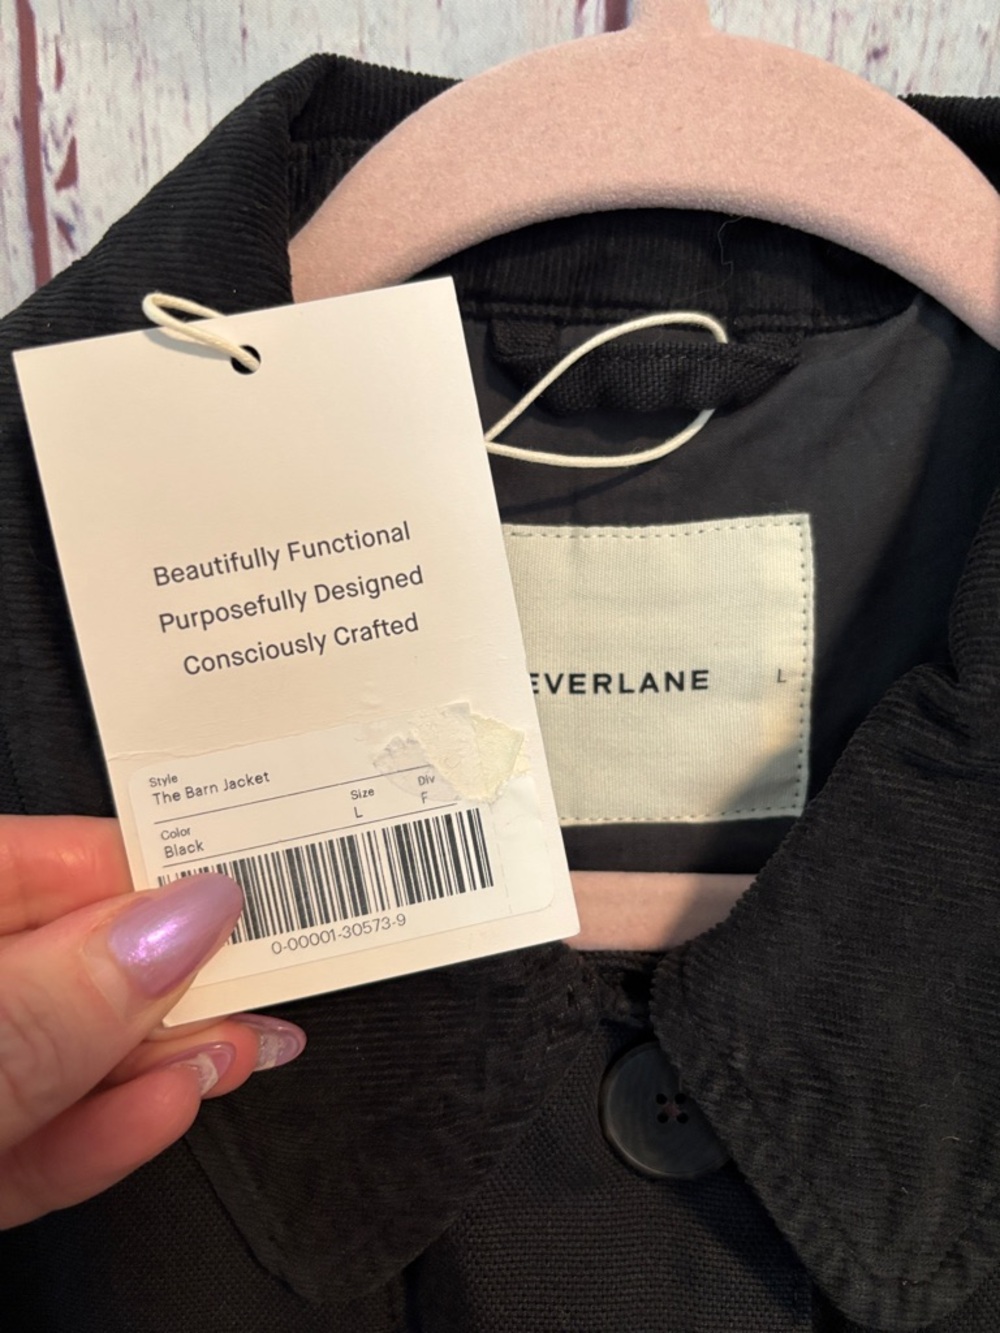 Beautifully Functional
Purposefully Designed
Consciously Crafted
Style
The Barn Jacket
Size
L
Div
F
Color
Black
0-00001-30573-9
EVERLANE
L